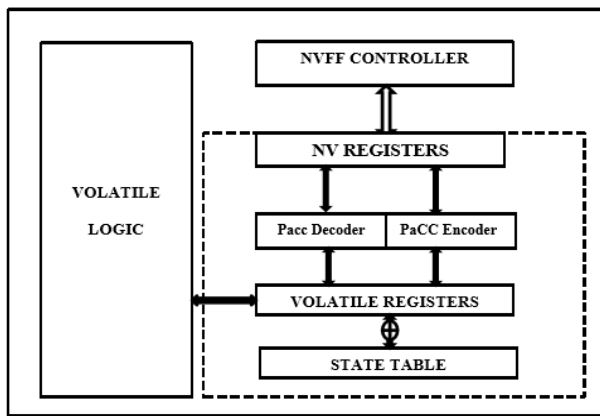 NVFF CONTROLLER
NV REGISTERS
VOLATILE
LOGIC
Pacc Decoder
PaCC Encoder
VOLATILE REGISTERS
STATE TABLE